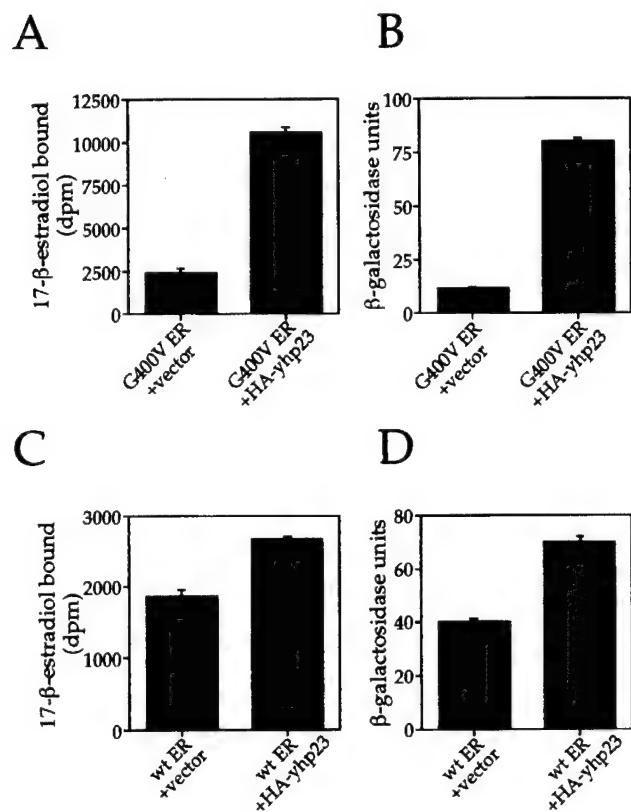 A
17-β-estradiol bound
(dpm)
12500
10000
7500
5000
2500
0
G400V ER
+vector
G400V ER
+HA-yhp23
B
β-galactosidase units
100
75
50
25
0
G400V ER
+vector
G400V ER
+HA-yhp23
C
17-β-estradiol bound
(dpm)
3000
2000
1000
0
wt ER
+vector
wt ER
+HA-yhp23
D
β-galactosidase units
80
60
40
20
0
wt ER
+vector
wt ER
+HA-yhp23